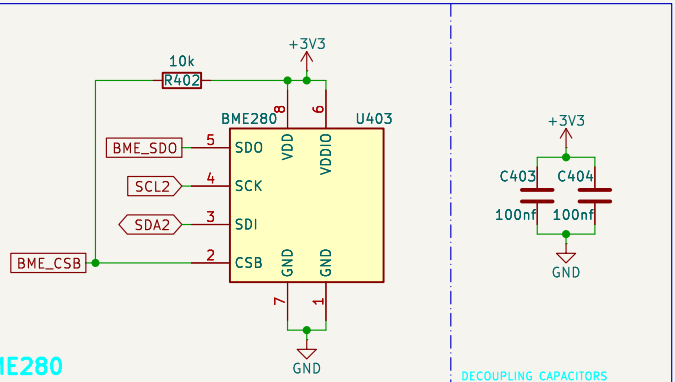 +3V3
10k
R402
BME280
U403
8
6
VDD
VDDIO
BME_SDO
5
SDO
SCL2
4
SCK
SDA2
3
SDI
BME_CSB
2
CSB
GND
GND
7
1
GND
+3V3
C403
C404
100nf
100nf
GND
ME280
DECOUPLING CAPACITORS